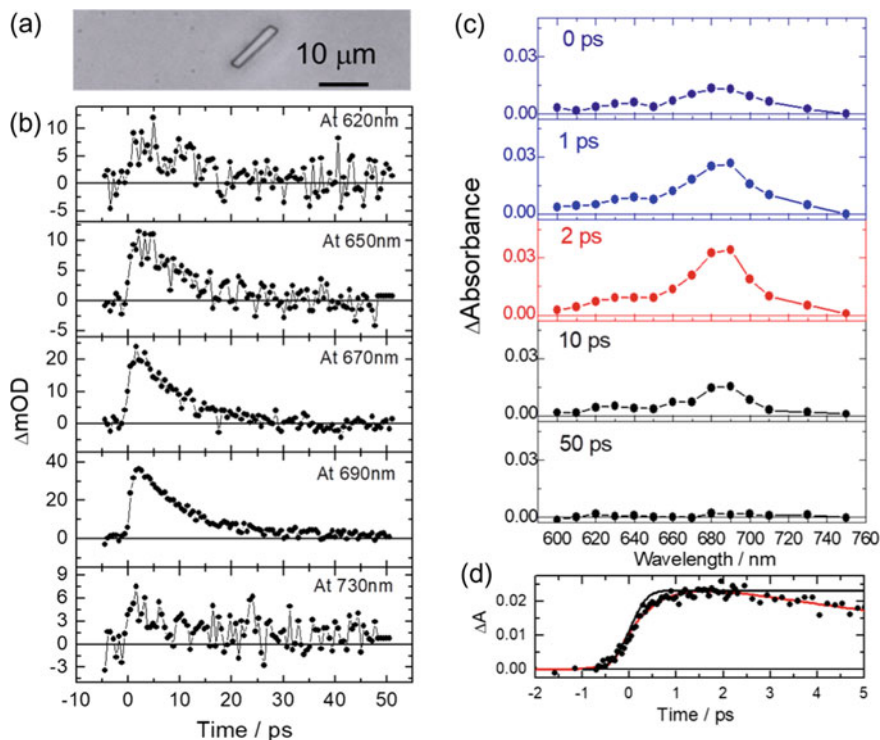 (a)
10 μm
(b)
At 620nm
10
5
0
-5
At 650nm
10
5
0
-5
At 670nm
20
10
0
At 690nm
40
20
0
At 730nm
9
6
3
0
-3
-10 0 10 20 30 40 50
Time / ps
ΔmOD
(c)
0 ps
0.03
0.00
1 ps
0.03
0.00
2 ps
0.03
0.00
10 ps
0.03
0.00
50 ps
0.03
0.00
600 620 640 660 680 700 720 740 760
Wavelength / nm
ΔAbsorbance
(d)
0.02
0.01
0.00
-2 -1 0 1 2 3 4 5
Time / ps
ΔA